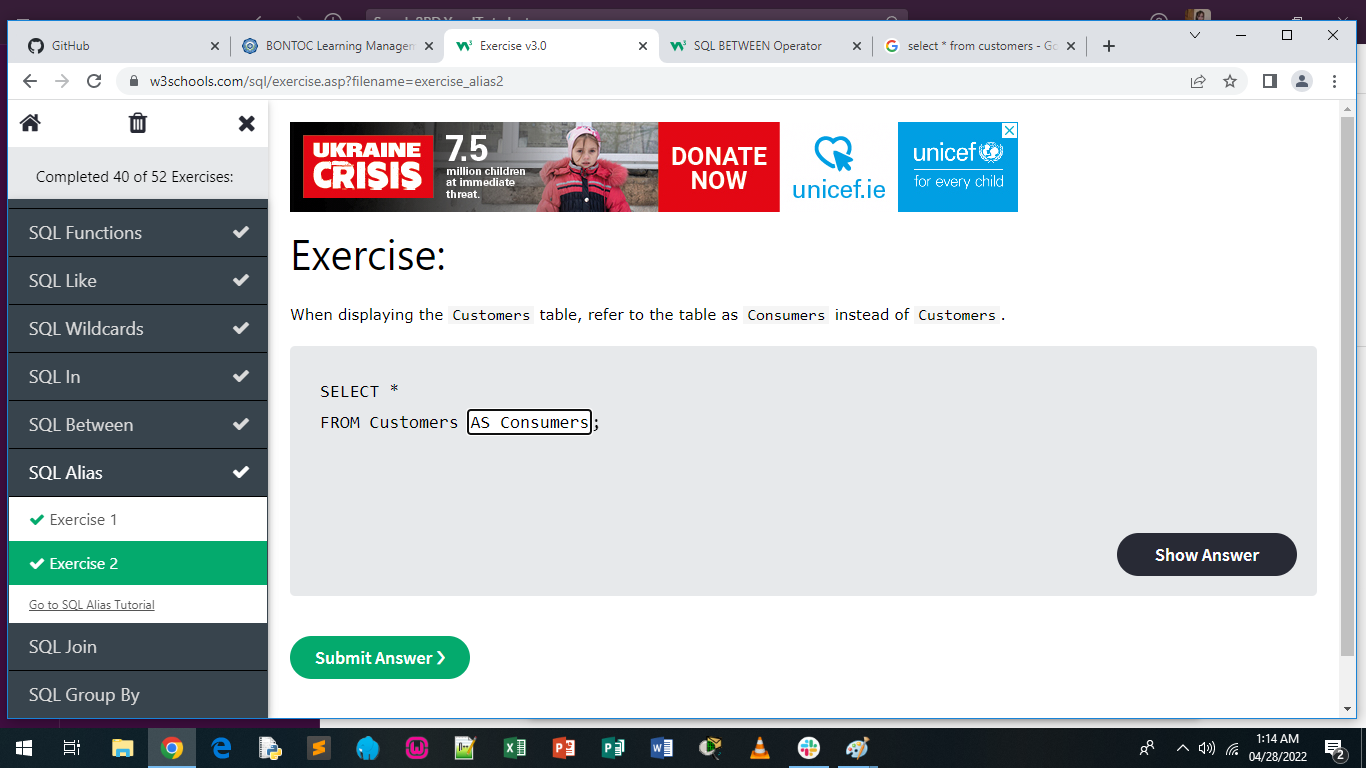 GitHub
BONTOC Learning Managem
Exercise v3.0
SQL BETWEEN Operator
select * from customers - Go
w3schools.com/sql/exercise.asp?filename=exercise_alias2
Completed 40 of 52 Exercises:
SQL Functions
SQL Like
SQL Wildcards
SQL In
SQL Between
SQL Alias
Exercise 1
Exercise 2
Go to SQL Alias Tutorial
SQL Join
SQL Group By
UKRAINE
CRISIS
7.5
million children
at immediate
threat.
DONATE
NOW
unicef.ie
unicef
for every child
Exercise:
When displaying the Customers table, refer to the table as Consumers instead of Customers.
SELECT *
FROM Customers AS Consumers;
Show Answer
Submit Answer ❯
1:14 AM
04/28/2022
2